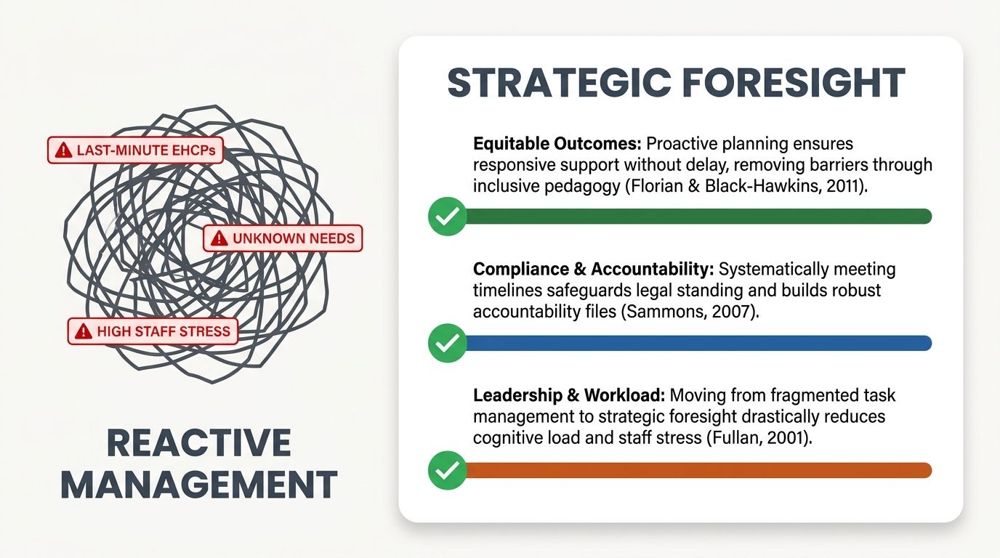 LAST-MINUTE EHCPs
UNKNOWN NEEDS
HIGH STAFF STRESS
REACTIVE
MANAGEMENT
STRATEGIC FORESIGHT
Equitable Outcomes: Proactive planning ensures
responsive support without delay, removing barriers through
inclusive pedagogy (Florian & Black-Hawkins, 2011).
Compliance & Accountability: Systematically meeting
timelines safeguards legal standing and builds robust
accountability files (Sammons, 2007).
Leadership & Workload: Moving from fragmented task
management to strategic foresight drastically reduces
cognitive load and staff stress (Fullan, 2001).